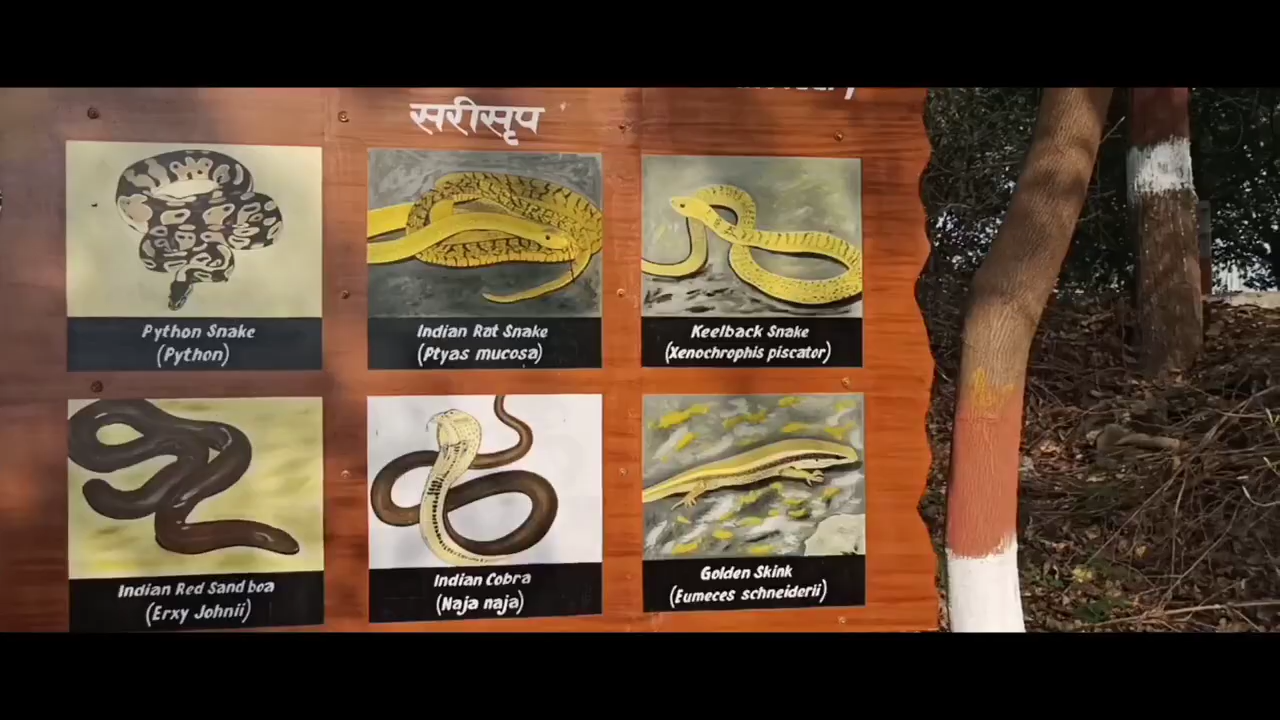 सरीसृप
Python Snake
(Python)
Indian Rat Snake
(Ptyas mucosa)
Keelback Snake
(Xenochrophis piscator)
Indian Red Sand boa
(Erxy Johnii)
Indian Cobra
(Naja naja)
Golden Skink
(Eumeces schneiderii)